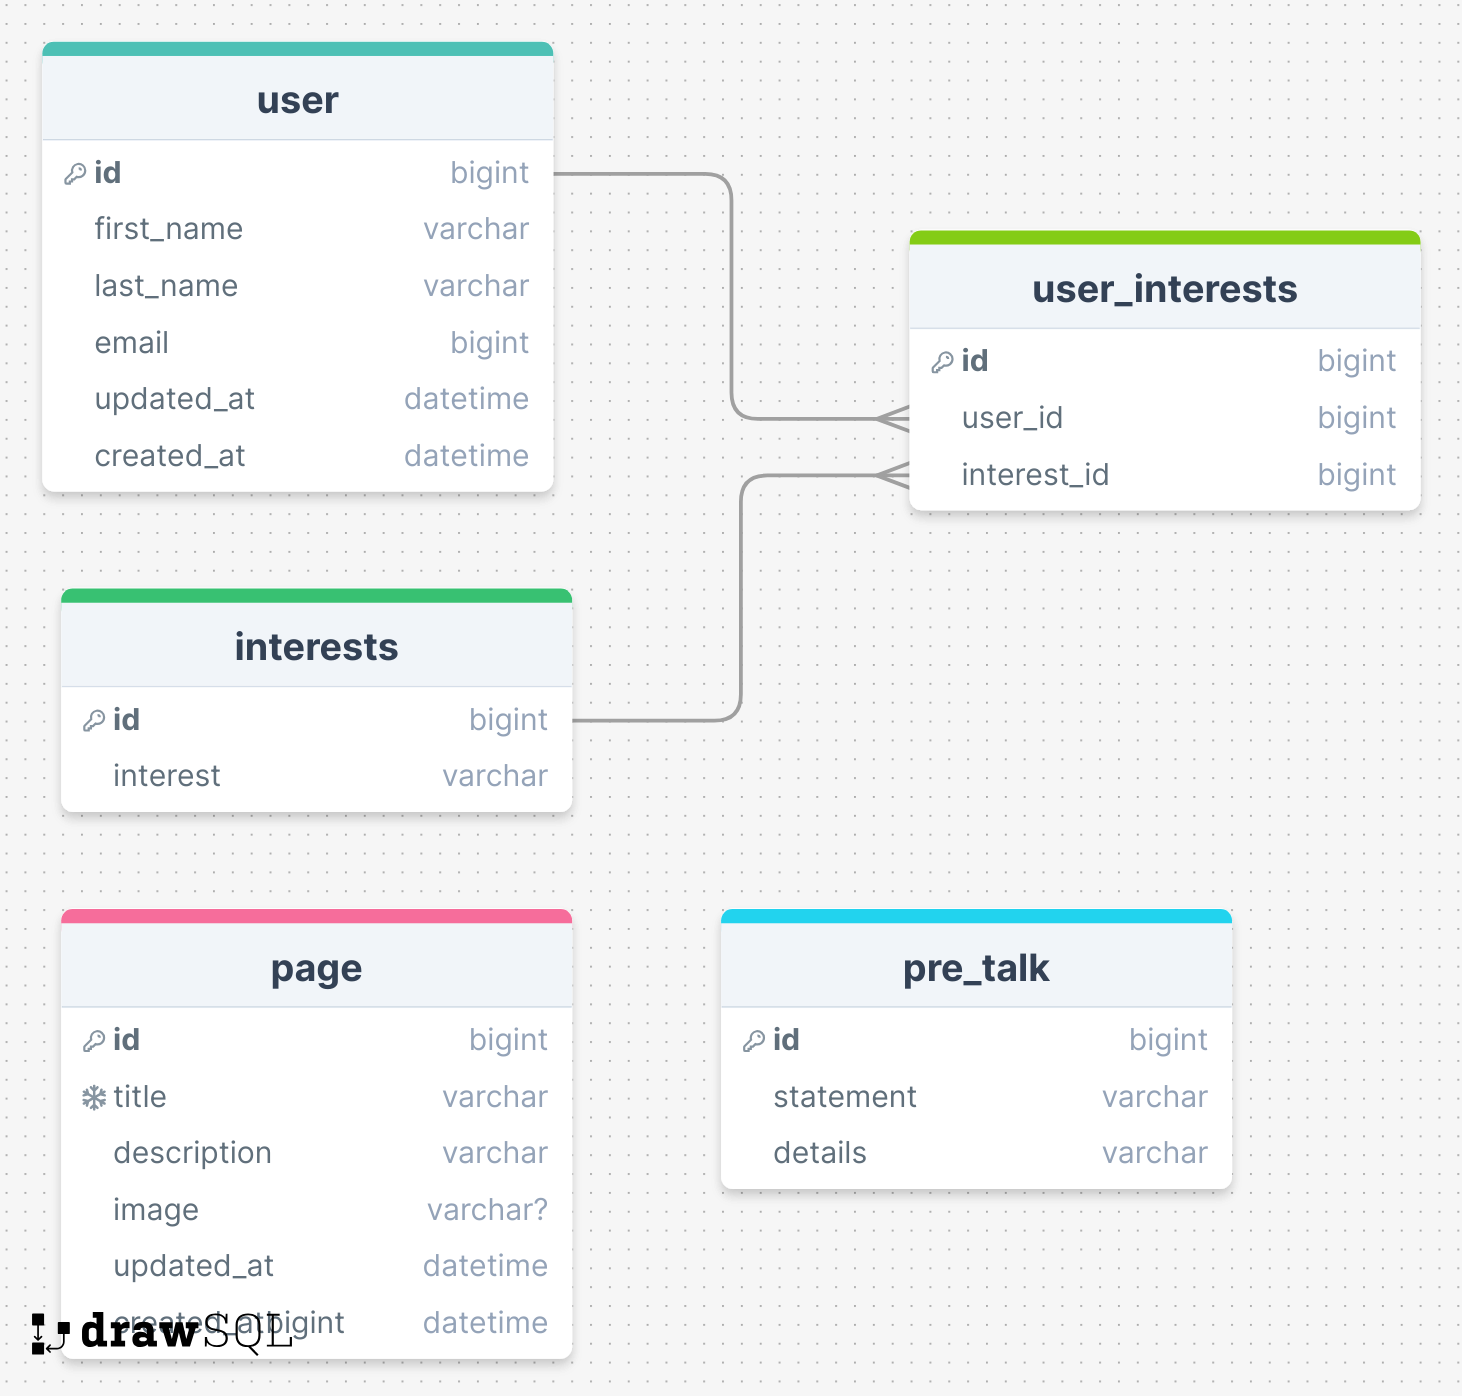 user
id bigint
first_name varchar
last_name varchar
email bigint
updated_at datetime
created_at datetime
user_interests
id bigint
user_id bigint
interest_id bigint
interests
id bigint
interest varchar
page
id bigint
title varchar
description varchar
image varchar?
updated_at datetime
created_atbigint datetime
pre_talk
id bigint
statement varchar
details varchar
drawSQL